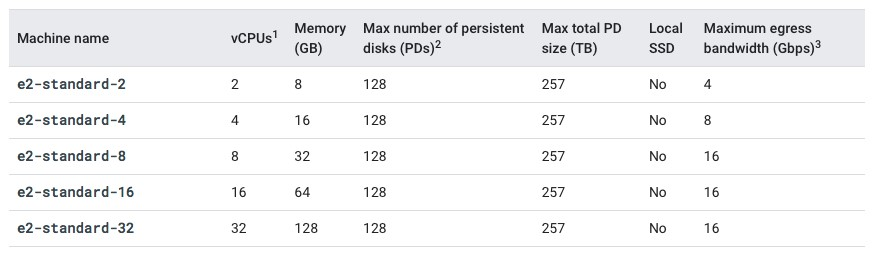 Machine name vCPUs1 Memory (GB) Max number of persistent disks (PDs)2 Max total PD size (TB) Local SSD Maximum egress bandwidth (Gbps)3
e2-standard-2 2 8 128 257 No 4
e2-standard-4 4 16 128 257 No 8
e2-standard-8 8 32 128 257 No 16
e2-standard-16 16 64 128 257 No 16
e2-standard-32 32 128 128 257 No 16